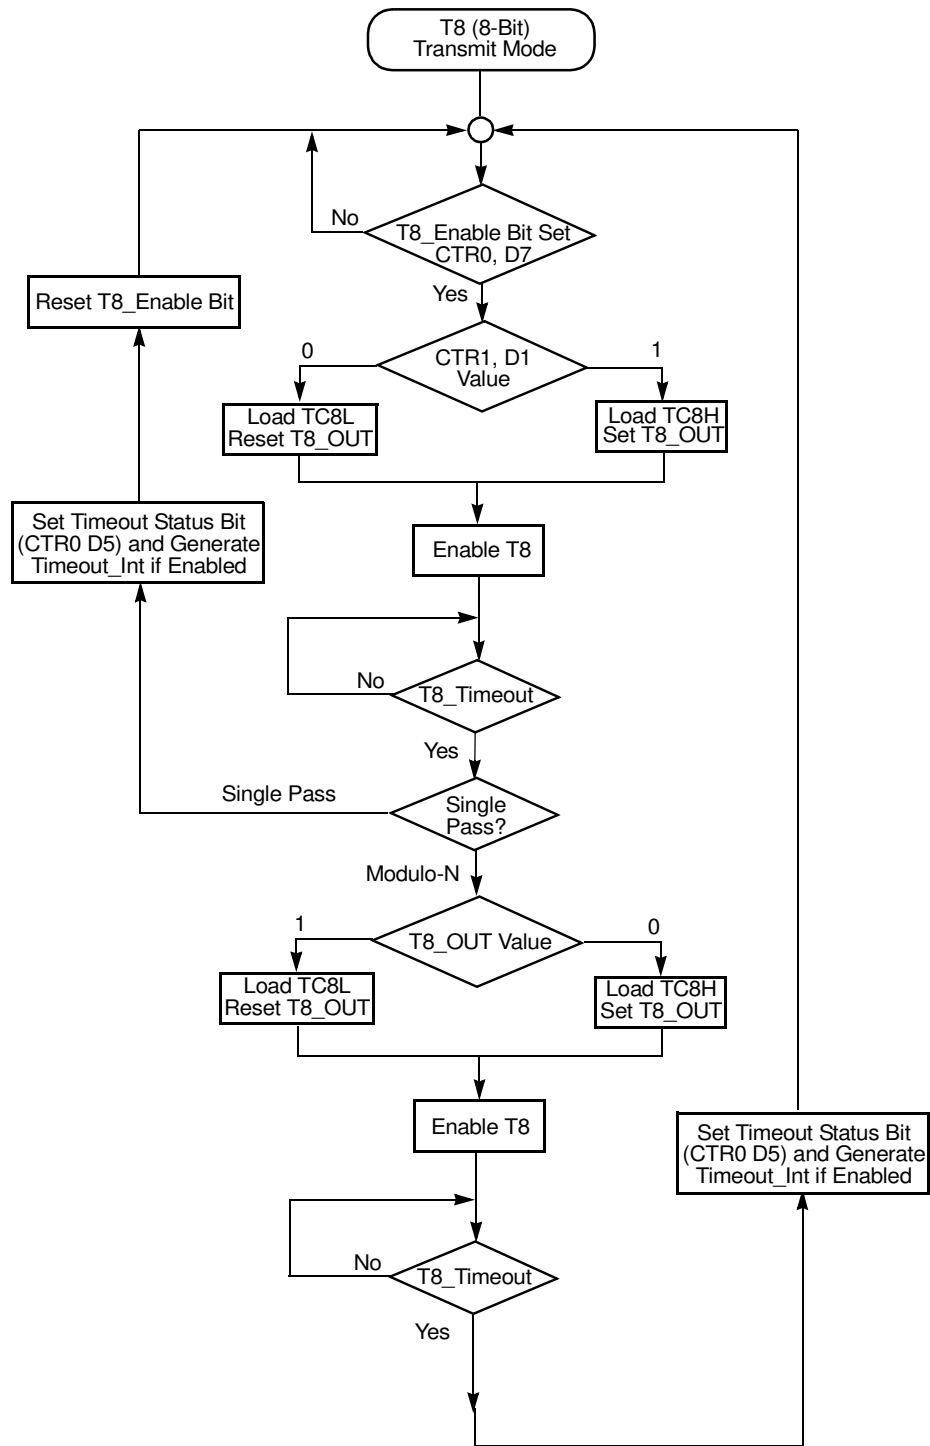 T8 (8-Bit)
Transmit Mode
No
T8_Enable Bit Set
CTR0, D7
Yes
Reset T8_Enable Bit
0
CTR1, D1
Value
1
Load TC8L
Reset T8_OUT
Load TC8H
Set T8_OUT
Set Timeout Status Bit
(CTR0 D5) and Generate
Timeout_Int if Enabled
Enable T8
No
T8_Timeout
Yes
Single Pass
Single
Pass?
Modulo-N
1
T8_OUT Value
0
Load TC8L
Reset T8_OUT
Load TC8H
Set T8_OUT
Enable T8
Set Timeout Status Bit
(CTR0 D5) and Generate
Timeout_Int if Enabled
No
T8_Timeout
Yes